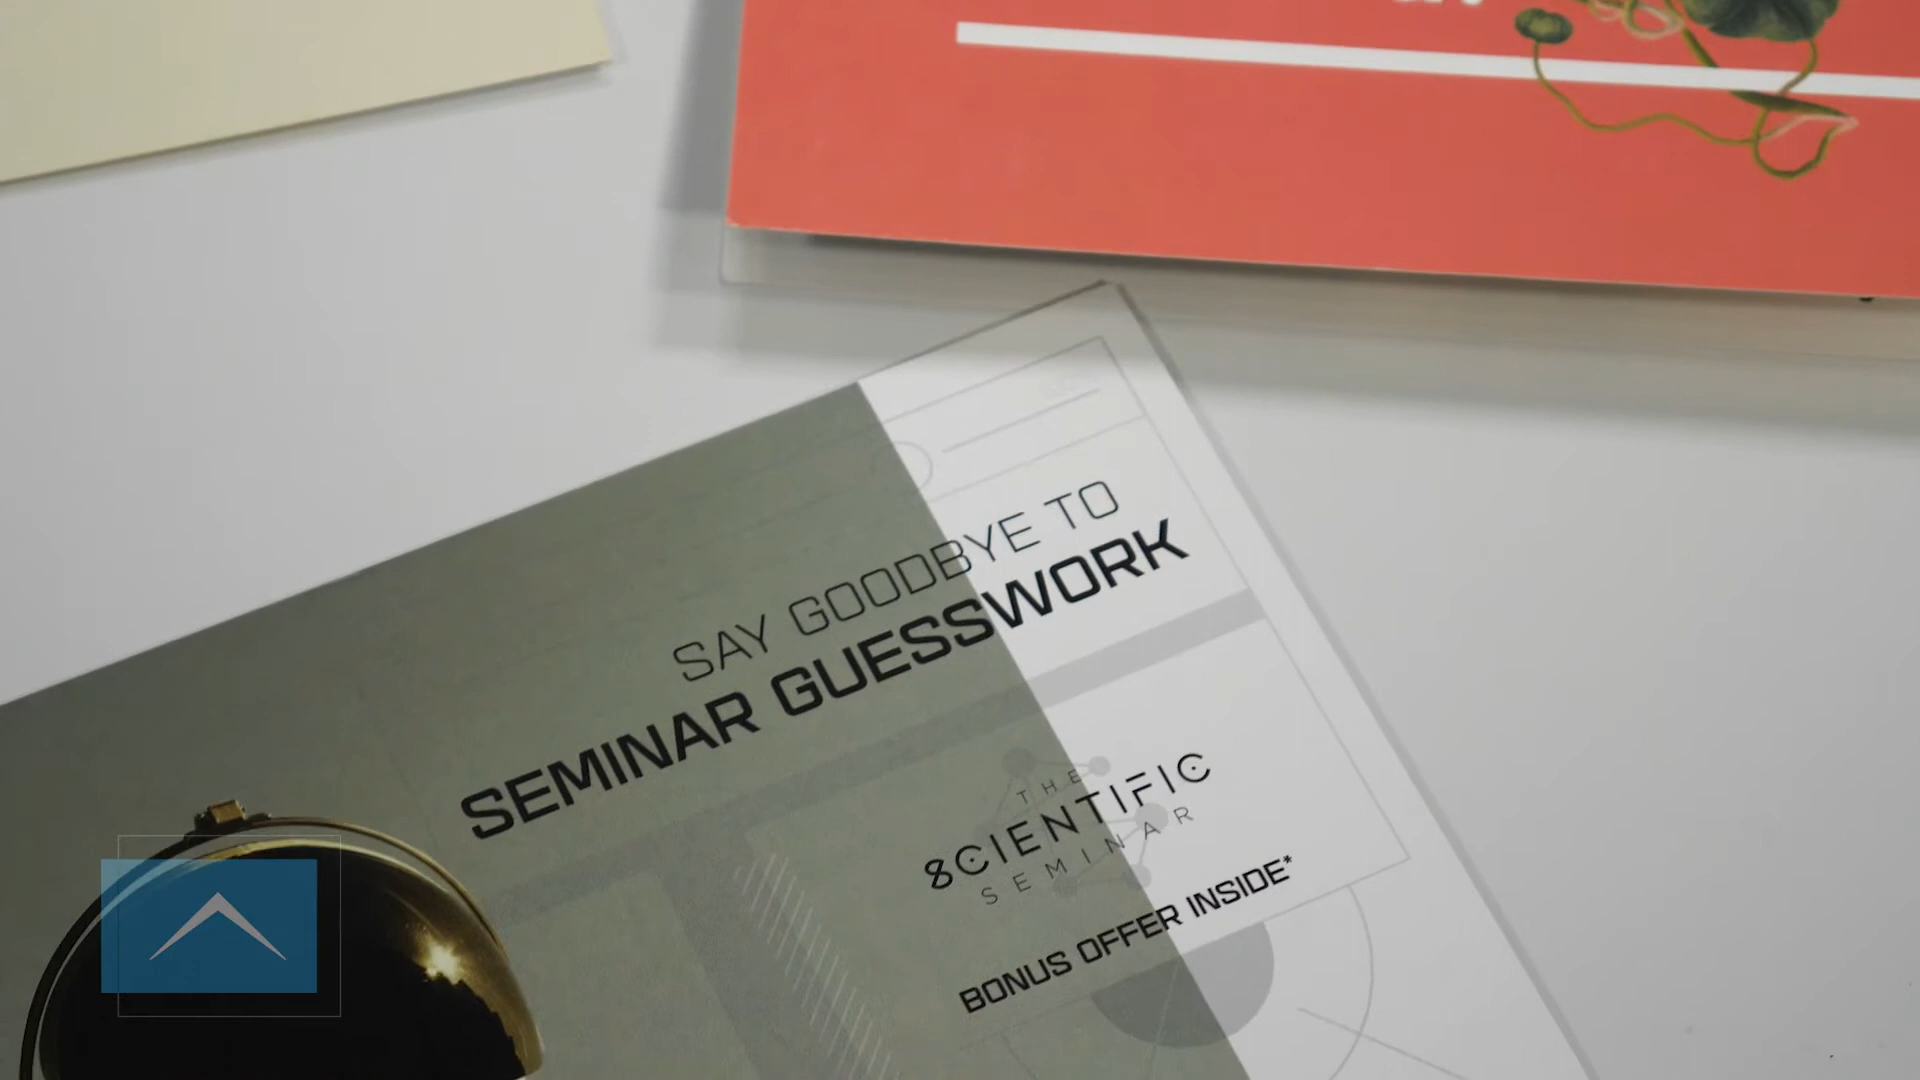 SAY GOODBYE TO
SEMINAR GUESSWORK
THE
SCIENTIFIC
SEMINAR
BONUS OFFER INSIDE*